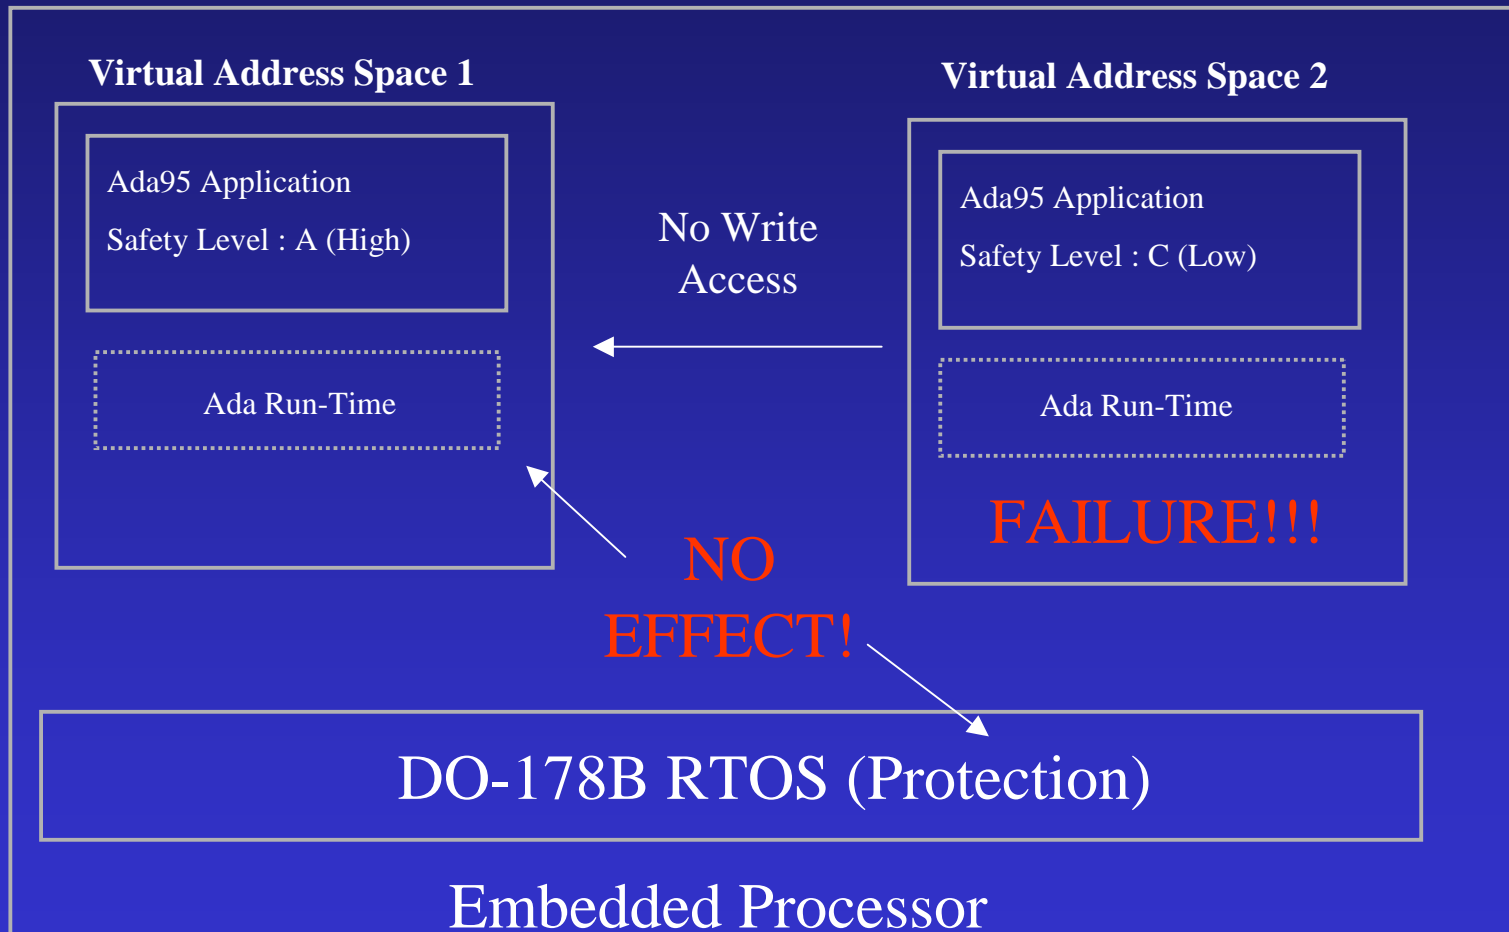 Virtual Address Space 1
Ada95 Application
Safety Level : A (High)
Ada Run-Time
No Write
Access
Virtual Address Space 2
Ada95 Application
Safety Level : C (Low)
Ada Run-Time
FAILURE!!!
NO
EFFECT!
DO-178B RTOS (Protection)
Embedded Processor